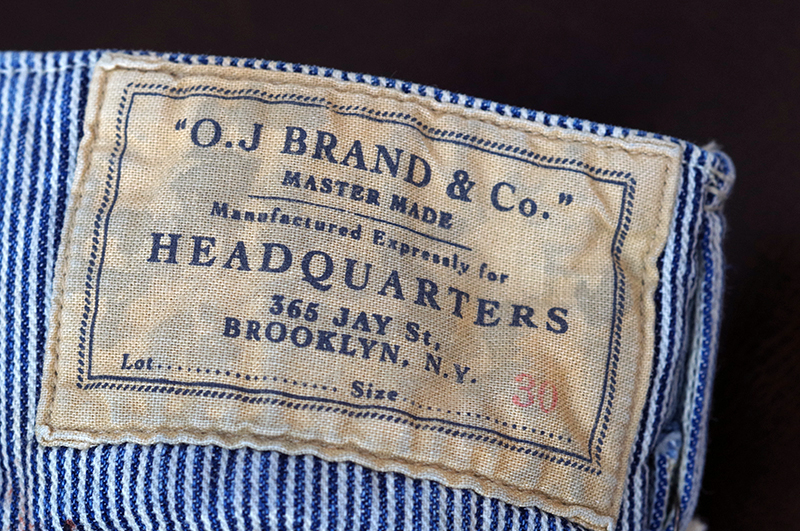 "O.J BRAND & Co."
MASTER MADE
Manufactured Expressly for
HEADQUARTERS
365 JAY St.
BROOKLYN, N.Y.
Lot.................... Size .................... 30